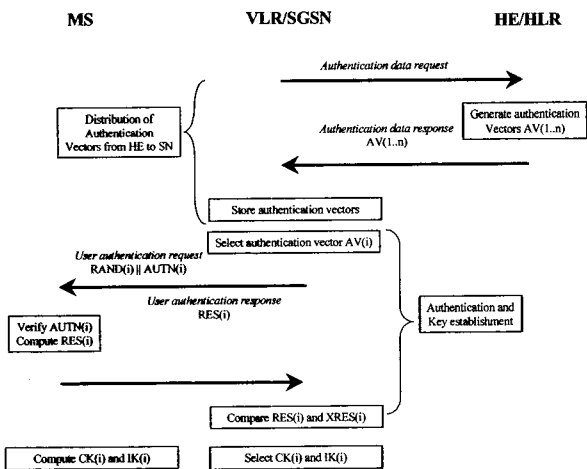 MS
VLR/SGSN
HE/HLR
Authentication data request
Distribution of
Authentication
Vectors from HE to SN
Generate authentication
Vectors AV(1..n)
Authentication data response
AV(1..n)
Store authentication vectors
Select authentication vector AV(i)
User authentication request
RAND(i) || AUTN(i)
User authentication response
RES(i)
Verify AUTN(i)
Compute RES(i)
Authentication and
Key establishment
Compare RES(i) and XRES(i)
Compute CK(i) and IK(i)
Select CK(i) and IK(i)